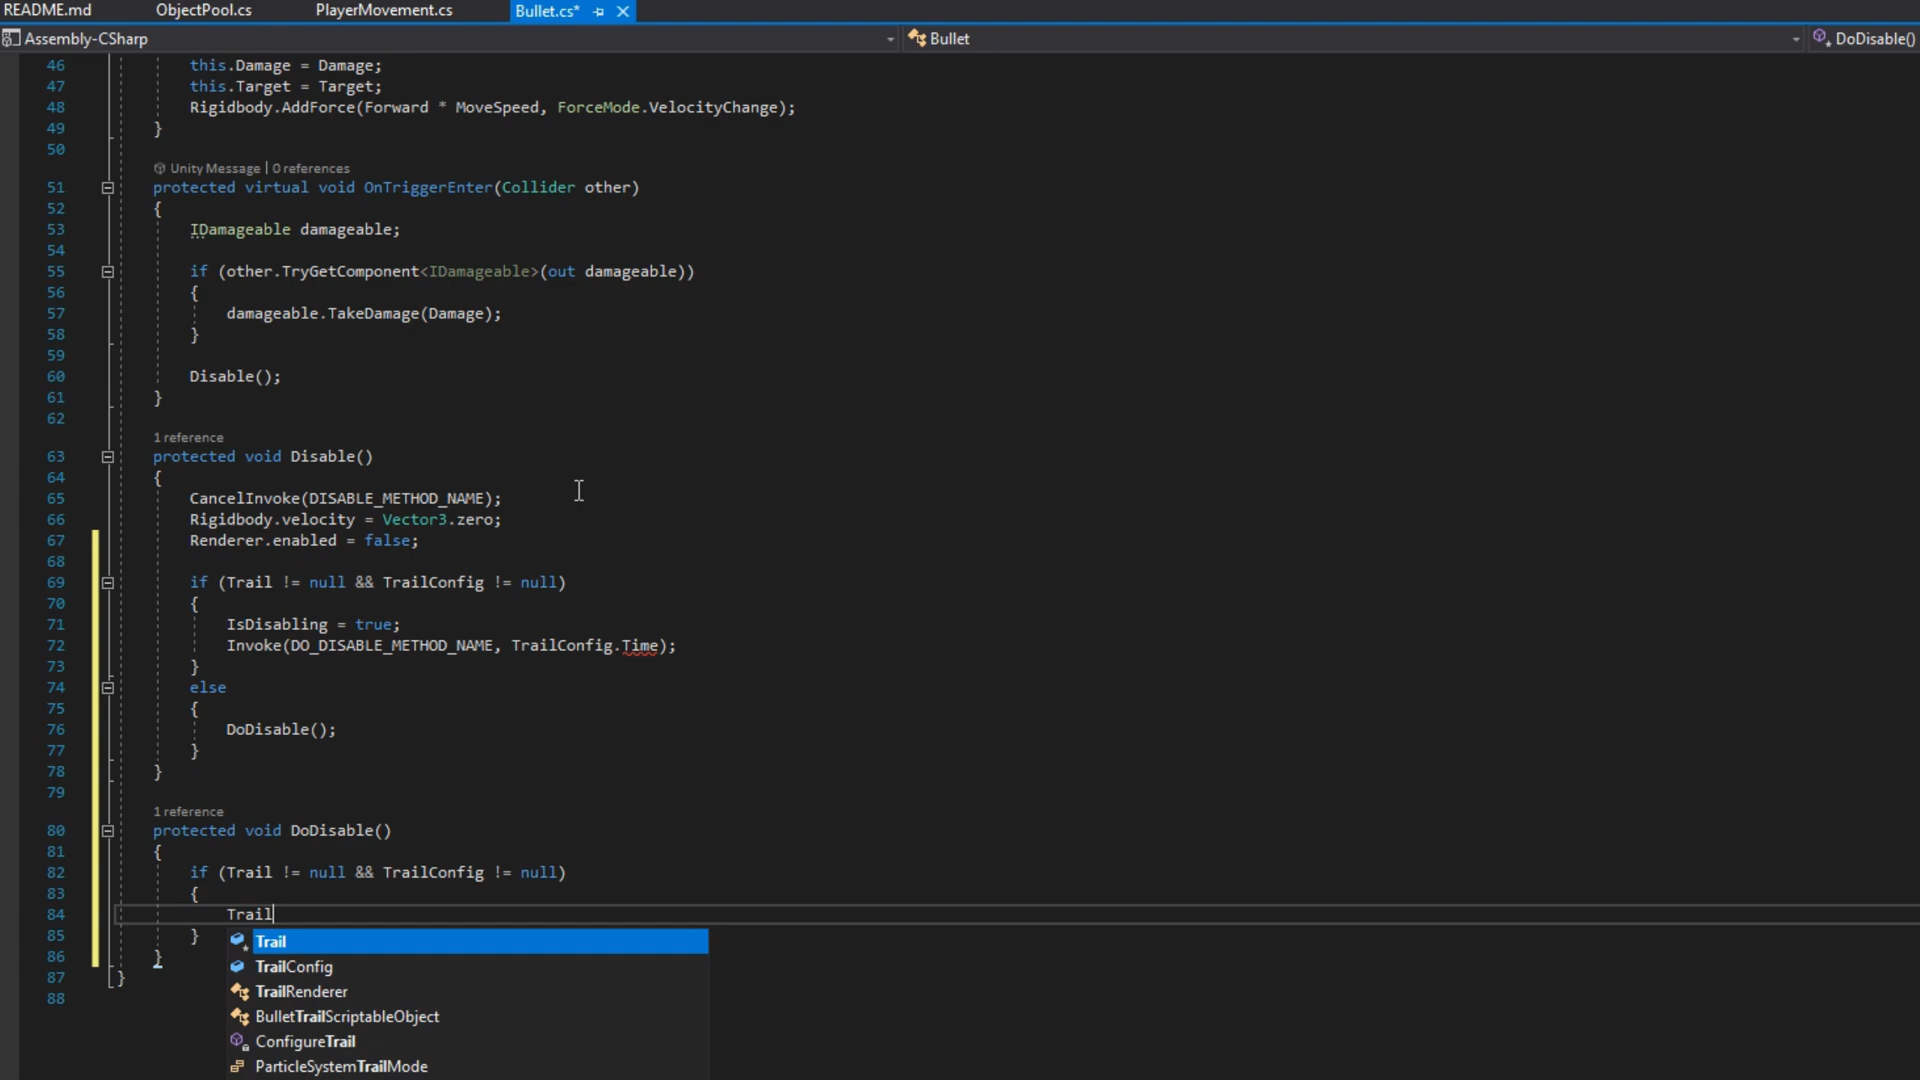 README.md ObjectPool.cs PlayerMovement.cs Bullet.cs*
Assembly-CSharp Bullet DoDisable()
46 this.Damage = Damage;
47 this.Target = Target;
48 Rigidbody.AddForce(Forward * MoveSpeed, ForceMode.VelocityChange);
49 }
50
Unity Message | 0 references
51 protected virtual void OnTriggerEnter(Collider other)
52 {
53 IDamageable damageable;
54
55 if (other.TryGetComponent<IDamageable>(out damageable))
56 {
57 damageable.TakeDamage(Damage);
58 }
59
60 Disable();
61 }
62
1 reference
63 protected void Disable()
64 {
65 CancelInvoke(DISABLE_METHOD_NAME);
66 Rigidbody.velocity = Vector3.zero;
67 Renderer.enabled = false;
68
69 if (Trail != null && TrailConfig != null)
70 {
71 IsDisabling = true;
72 Invoke(DO_DISABLE_METHOD_NAME, TrailConfig.Time);
73 }
74 else
75 {
76 DoDisable();
77 }
78 }
79
1 reference
80 protected void DoDisable()
81 {
82 if (Trail != null && TrailConfig != null)
83 {
84 Trail
85 }
86 }
87 }
88
Trail
TrailConfig
TrailRenderer
BulletTrailScriptableObject
ConfigureTrail
ParticleSystemTrailMode